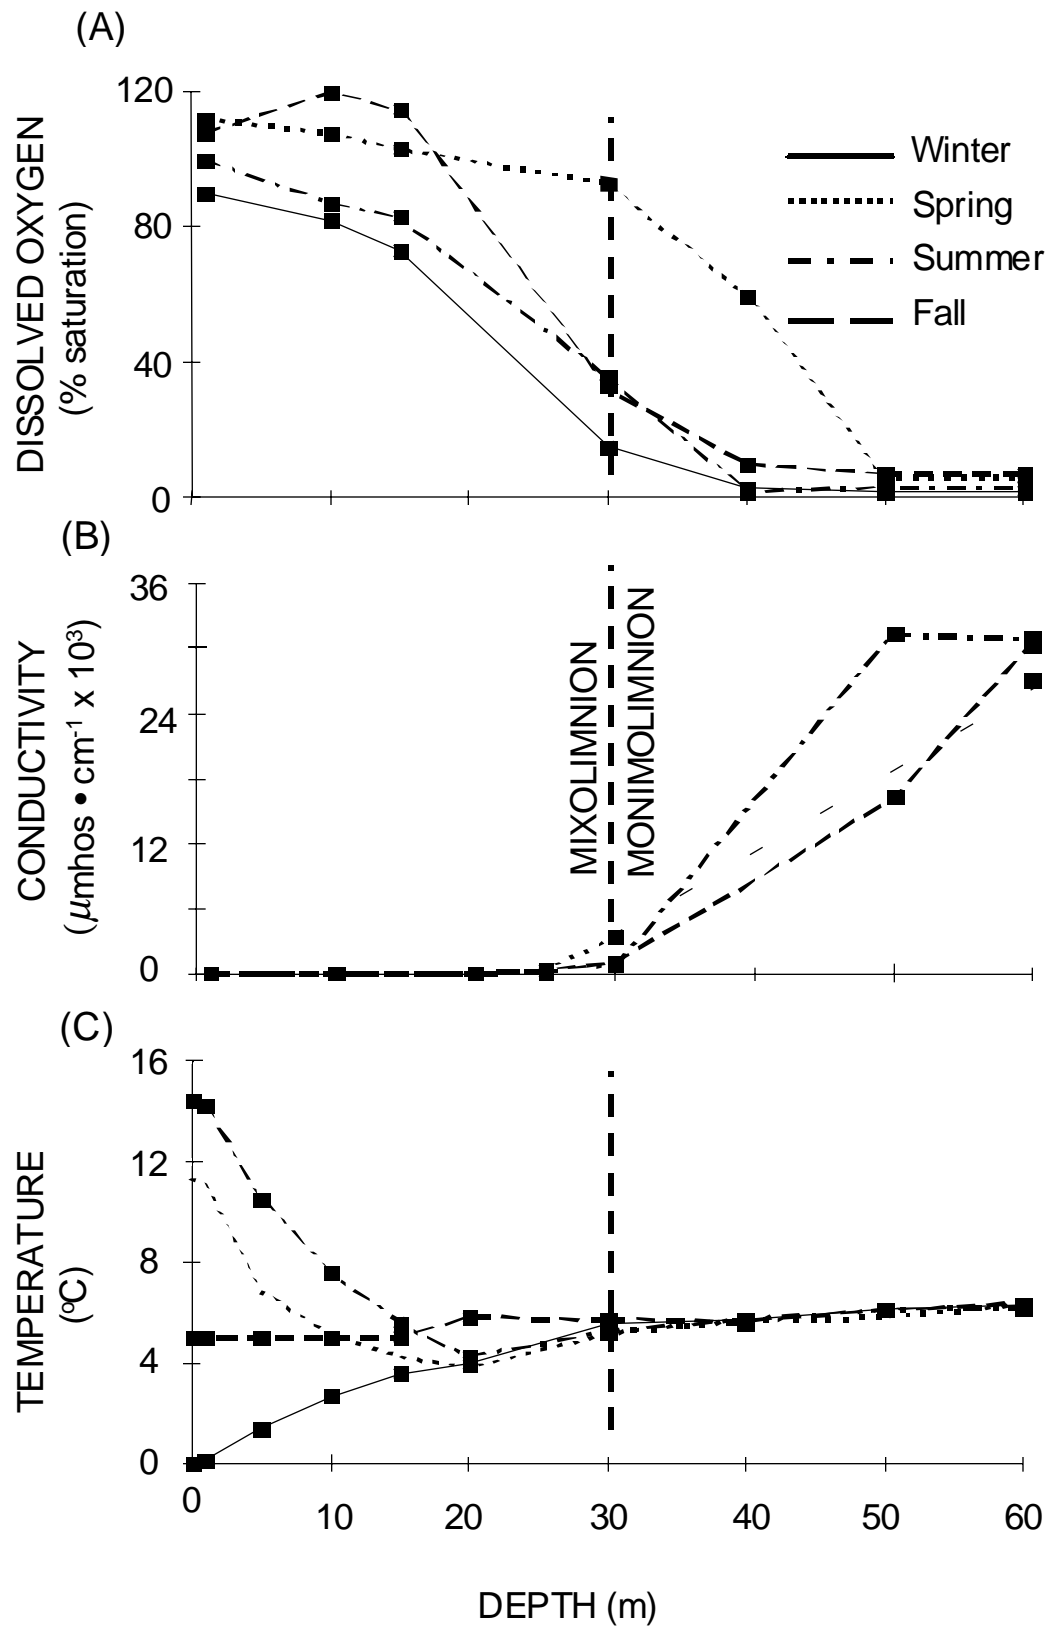 (A)
DISSOLVED OXYGEN
(% saturation)
120
80
40
0
Winter
Spring
Summer
Fall
(B)
CONDUCTIVITY
(μmhos • cm⁻¹ x 10³)
36
24
12
0
MIXOLIMNION
MONIMOLIMNION
(C)
TEMPERATURE
(ºC)
16
12
8
4
0
0 10 20 30 40 50 60
DEPTH (m)